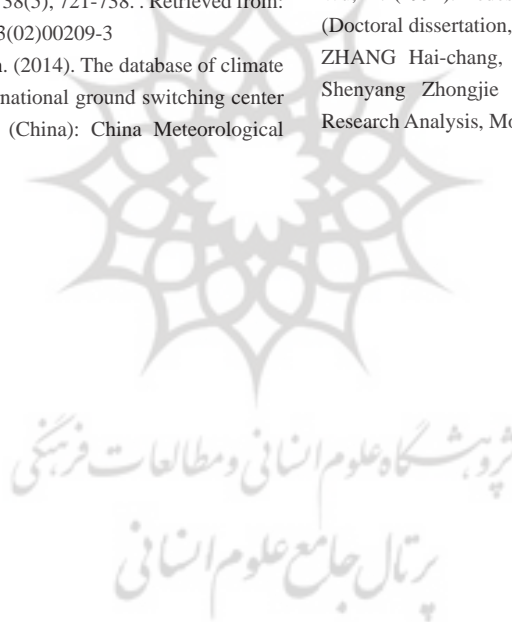 38(5), 721-738. . Retrieved from:
3(02)00209-3
n. (2014). The database of climate
rnational ground switching center
(China): China Meteorological
(Doctoral dissertation,
ZHANG Hai-chang,
Shenyang Zhongjie
Research Analysis, Mo
پژوهشگاه علوم انسانی و مطالعات فرهنگی
پرتال جامع علوم انسانی